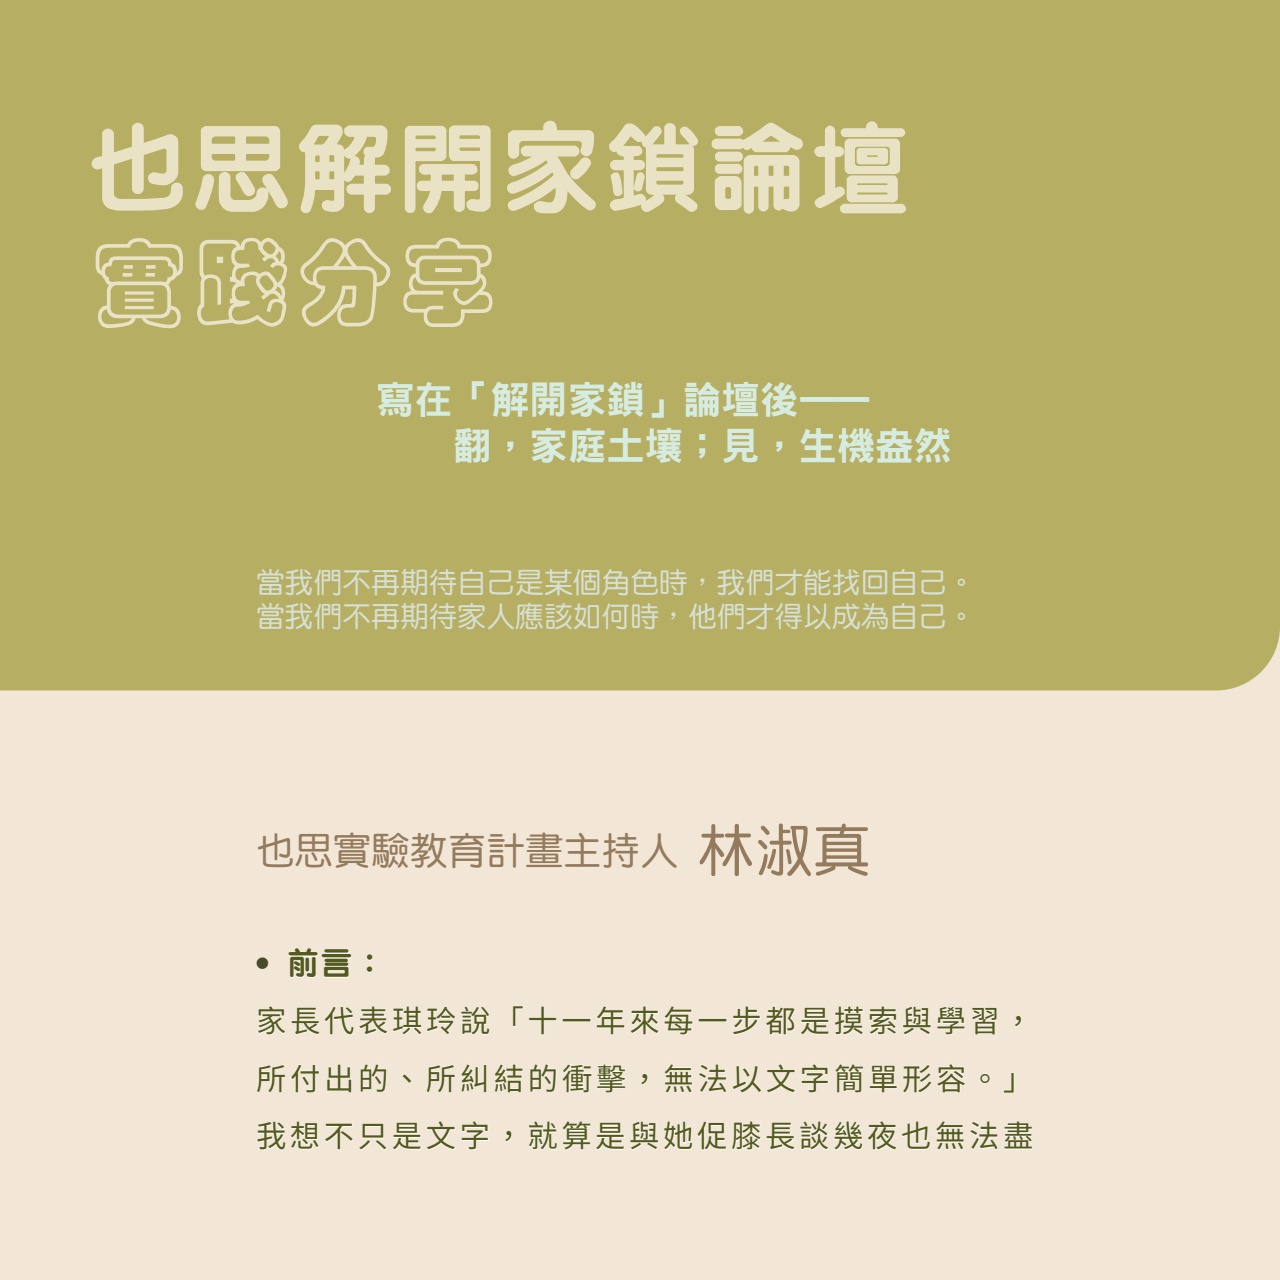 也思解開家鎖論壇
實踐分享
寫在「解開家鎖」論壇後——
翻，家庭土壤；見，生機盎然
當我們不再期待自己是某個角色時，我們才能找回自己。
當我們不再期待家人應該如何時，他們才得以成為自己。
也思實驗教育計畫主持人 林淑真
• 前言：
家長代表琪玲說「十一年來每一步都是摸索與學習，
所付出的、所糾結的衝擊，無法以文字簡單形容。」
我想不只是文字，就算是與她促膝長談幾夜也無法盡